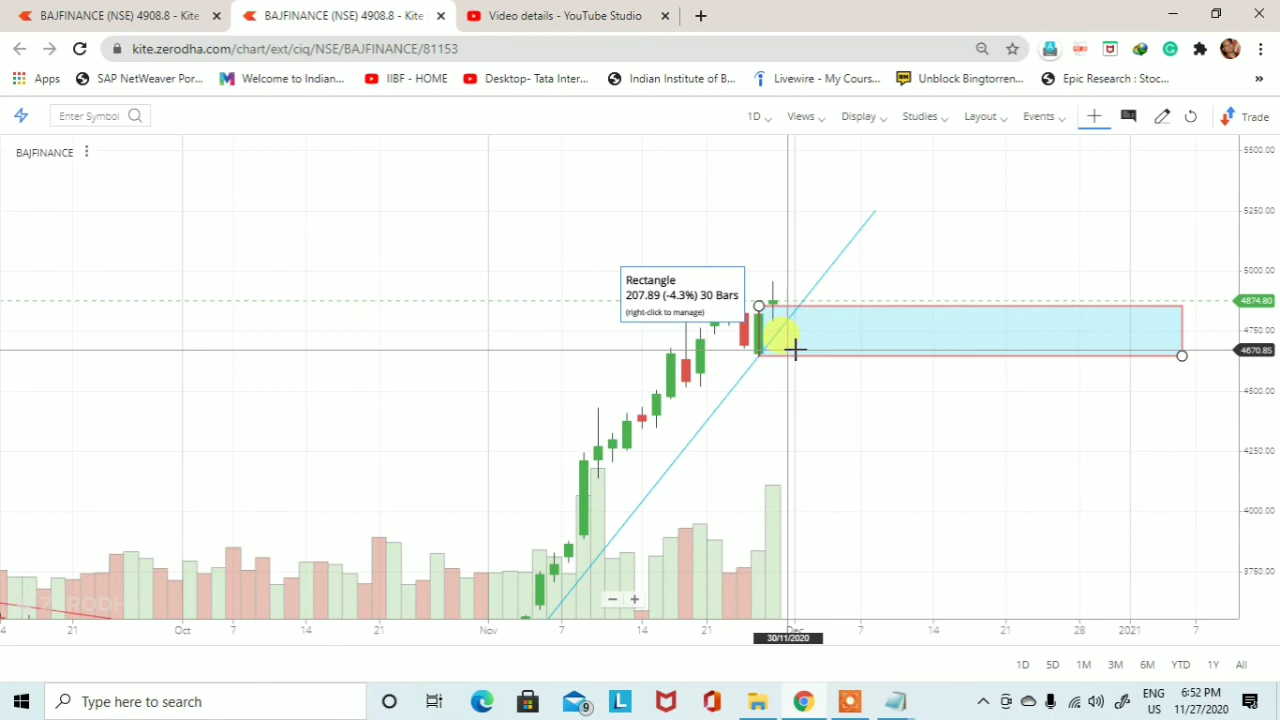 BAJFINANCE (NSE) 4908.8 - Kite
BAJFINANCE (NSE) 4908.8 - Kite
Video details - YouTube Studio
kite.zerodha.com/chart/ext/ciq/NSE/BAJFINANCE/81153
Apps
SAP NetWeaver Por...
Welcome to Indian...
IIBF - HOME
Desktop- Tata Inter...
Indian Institute of B...
Livewire - My Cours...
Unblock Bingtorren...
Epic Research : Stoc...
»
Enter Symbol
1D
Views
Display
Studies
Layout
Events
Trade
BAJFINANCE
5500.00
5250.00
5000.00
4874.80
4750.00
4670.85
4500.00
4250.00
4000.00
3750.00
Rectangle
207.89 (-4.3%) 30 Bars
(right-click to manage)
ZERODH
4
21
Oct
7
14
21
Nov
7
14
21
Dec
7
14
21
28
2021
7
30/11/2020
1D
5D
1M
3M
6M
YTD
1Y
All
Type here to search
9
L
ENG
US
6:52 PM
11/27/2020